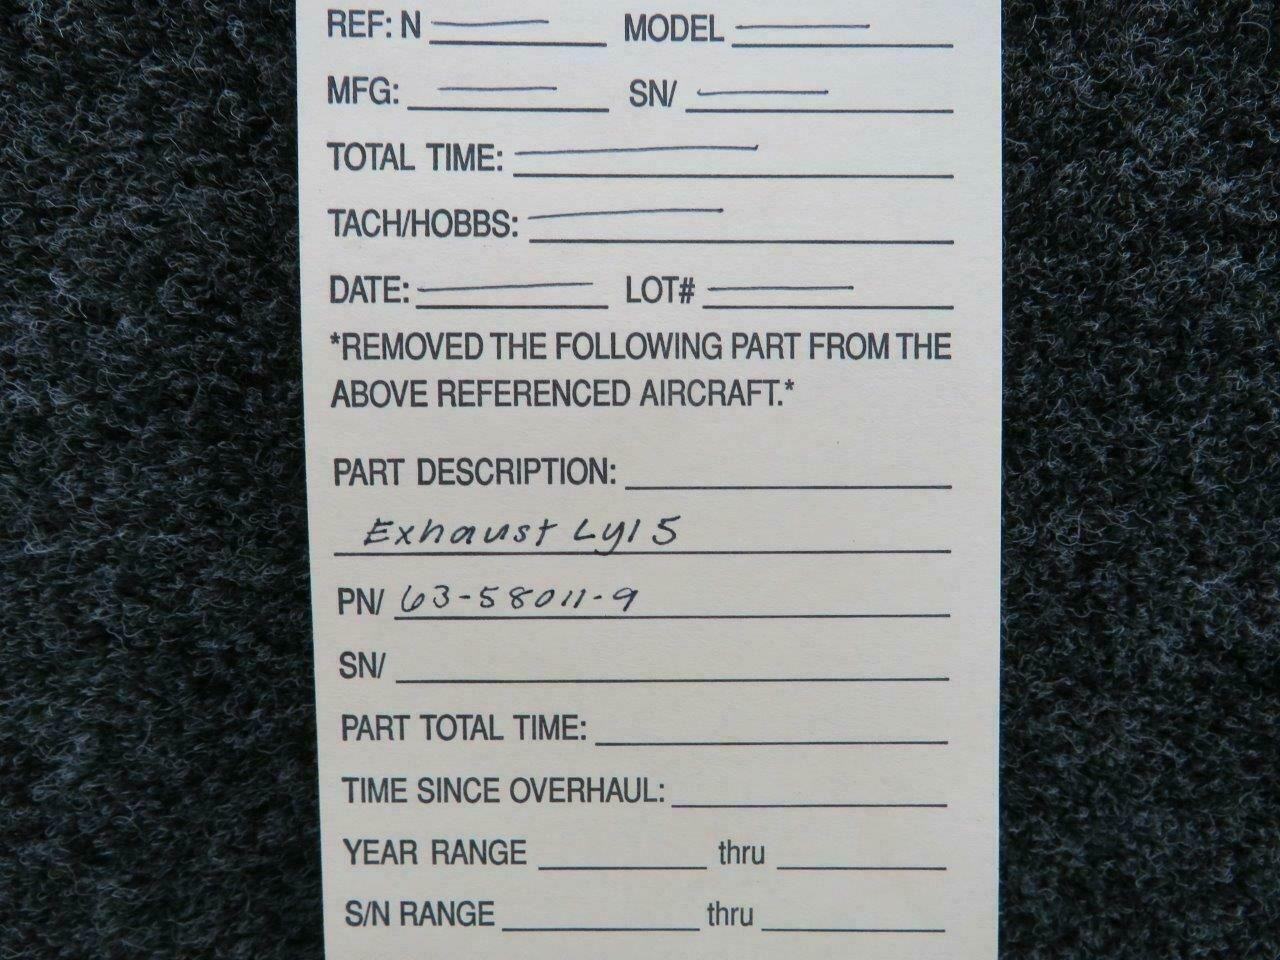 REF: N MODEL
MFG: SN/
TOTAL TIME:
TACH/HOBBS:
DATE: LOT#
*REMOVED THE FOLLOWING PART FROM THE
ABOVE REFERENCED AIRCRAFT.*
PART DESCRIPTION:
Exhaust Lyl 5
PN/ 63-58011-9
SN/
PART TOTAL TIME:
TIME SINCE OVERHAUL:
YEAR RANGE thru
S/N RANGE thru